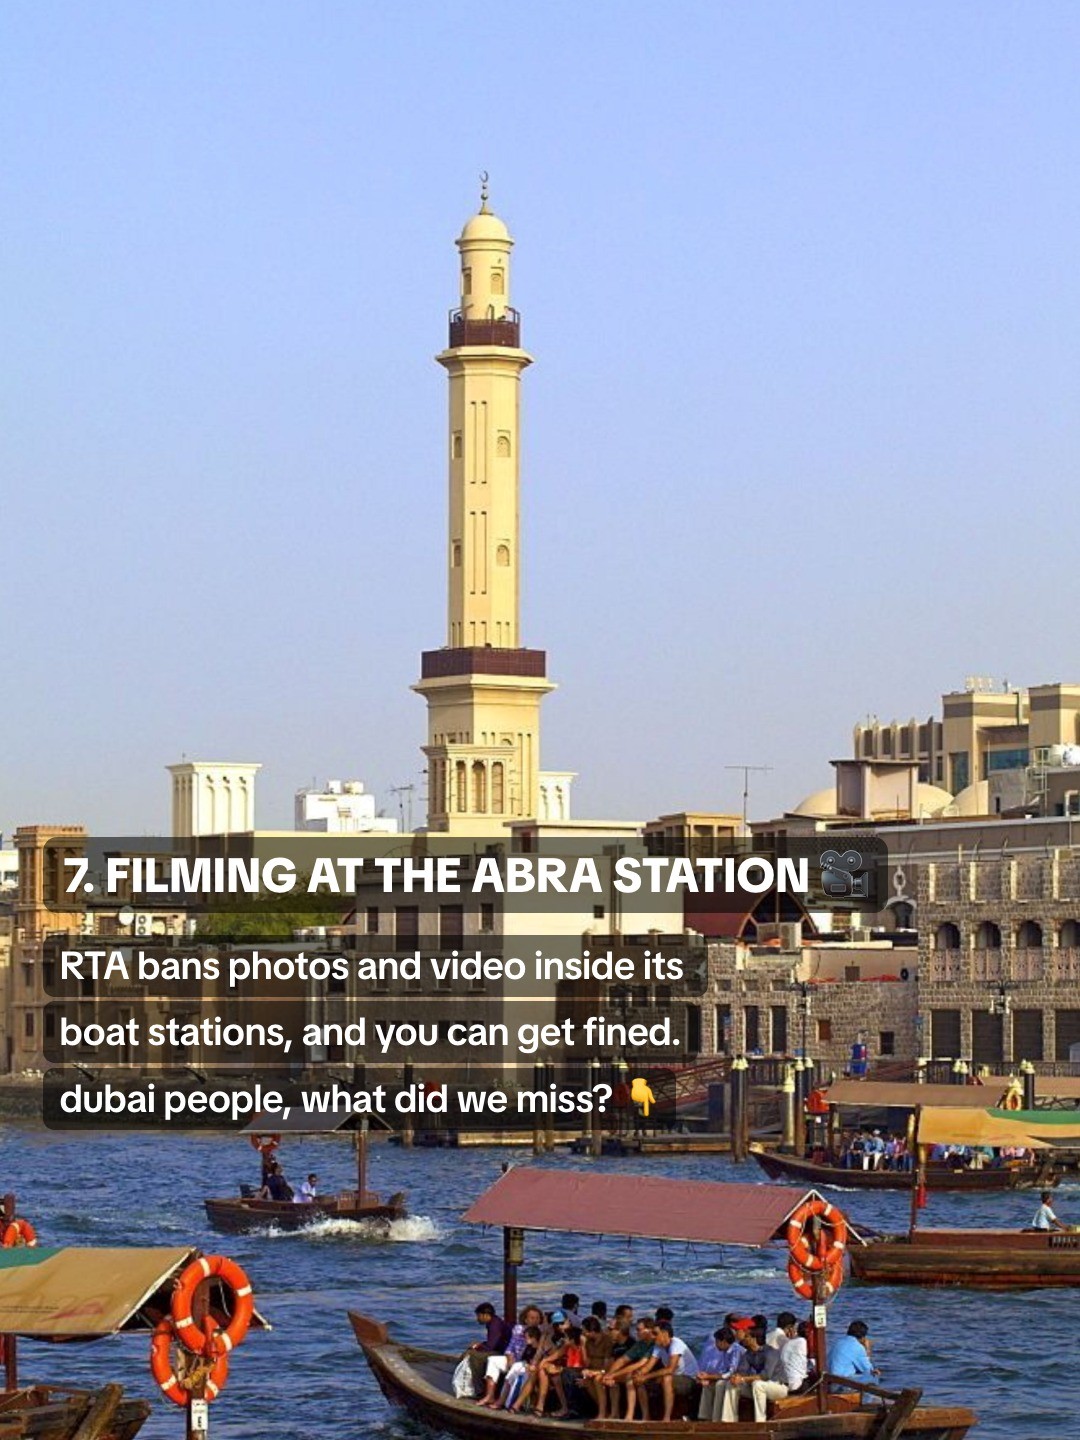 7. FILMING AT THE ABRA STATION 🎥
RTA bans photos and video inside its
boat stations, and you can get fined.
dubai people, what did we miss? 👇